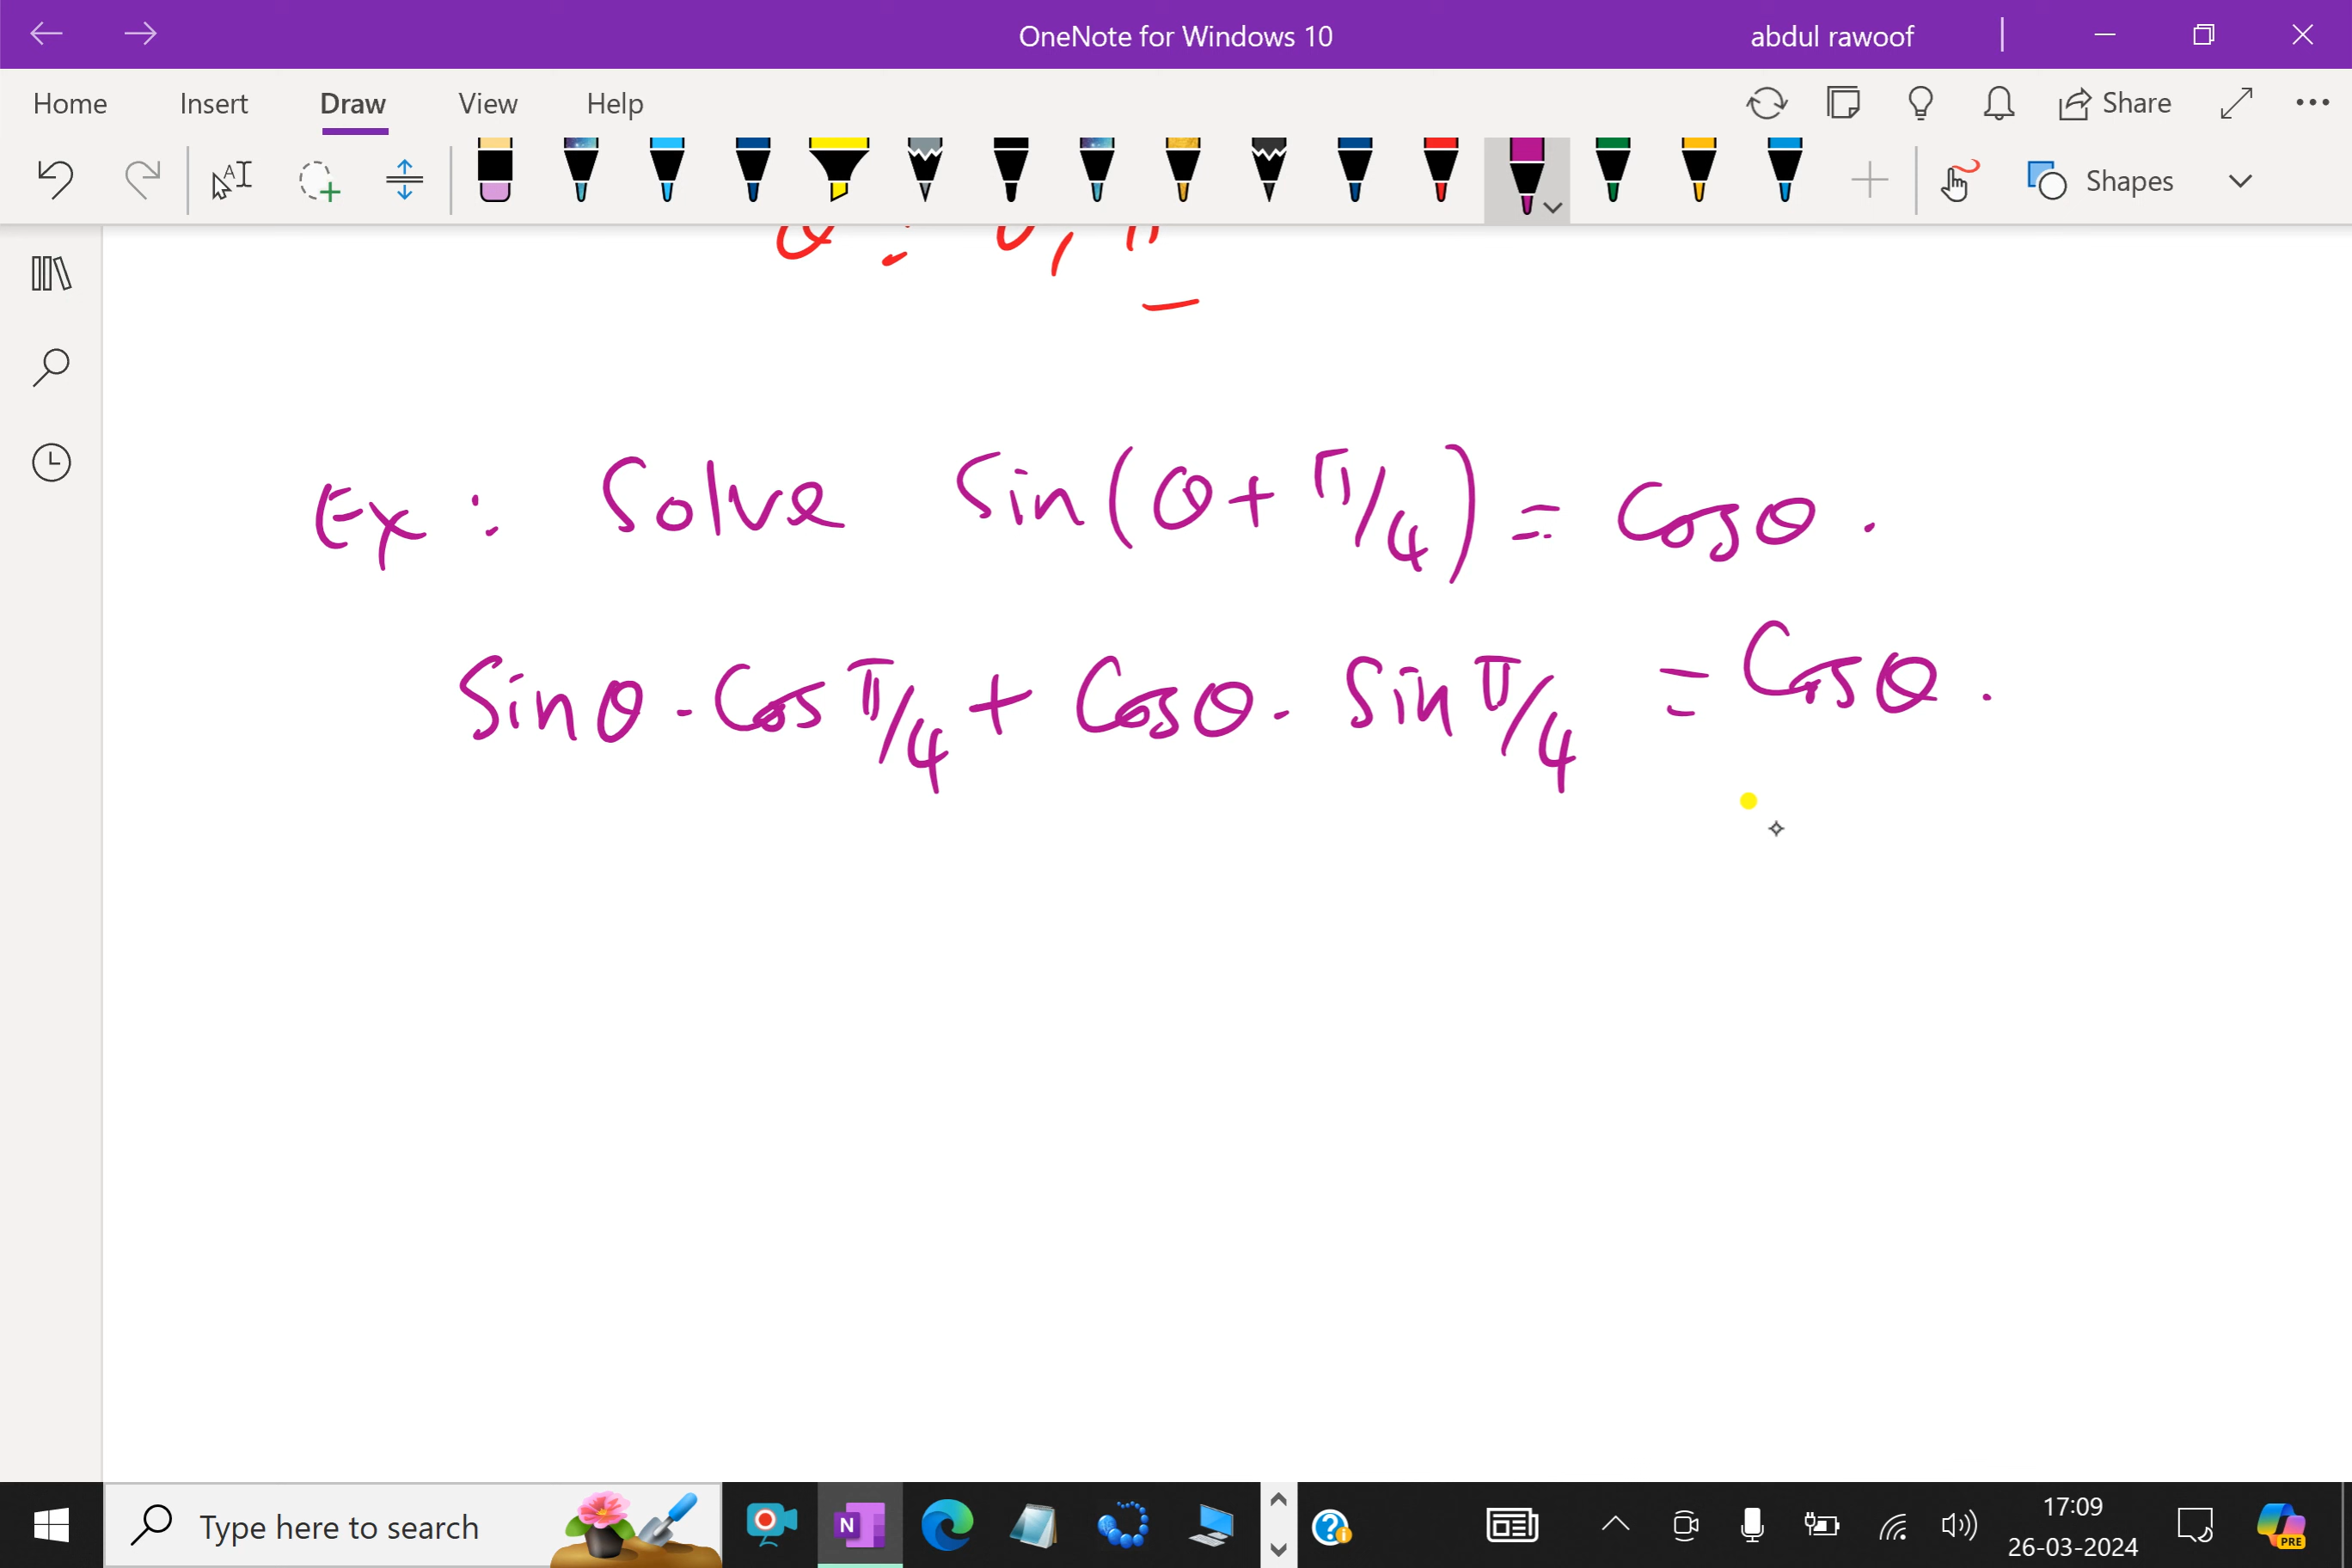 OneNote for Windows 10 abdul rawoof
Home Insert Draw View Help Share
Shapes
Ex : Solve Sin(θ+π/4) = Cosθ .
Sinθ . Cos π/4 + Cosθ . Sin π/4 = Cosθ .
Type here to search
17:09
26-03-2024
PRE